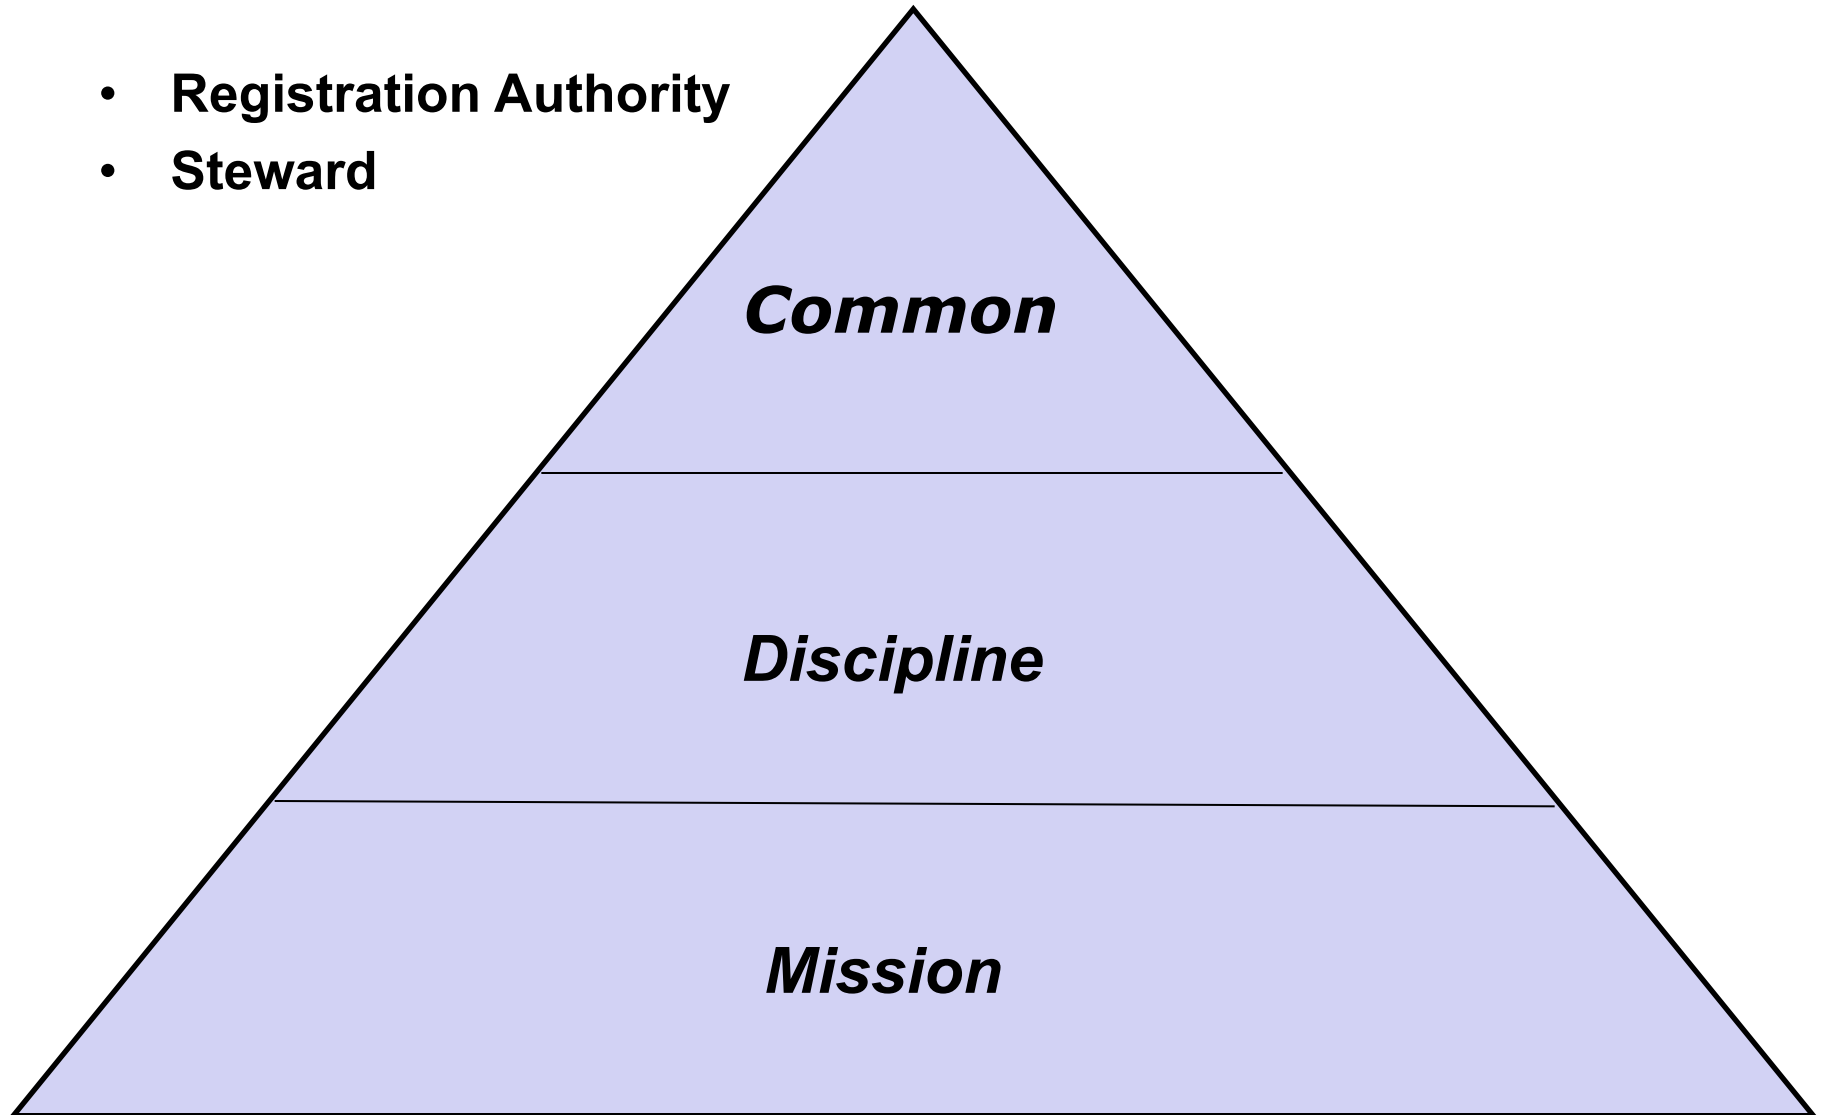 • Registration Authority
• Steward
Common
Discipline
Mission